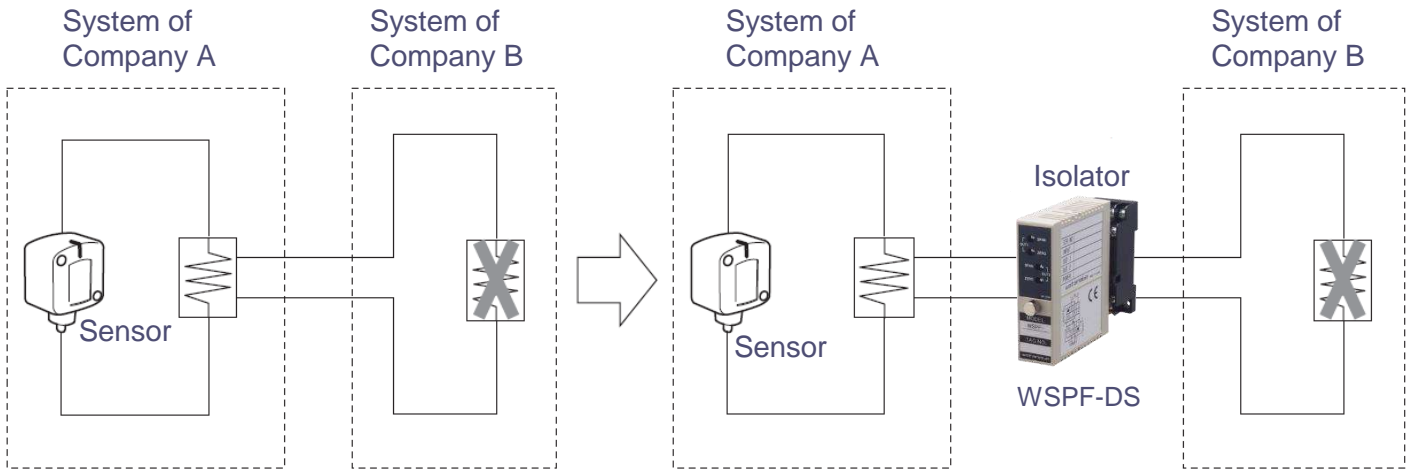 System of
Company A
System of
Company B
System of
Company A
System of
Company B
Sensor
Sensor
Isolator
WSPF-DS